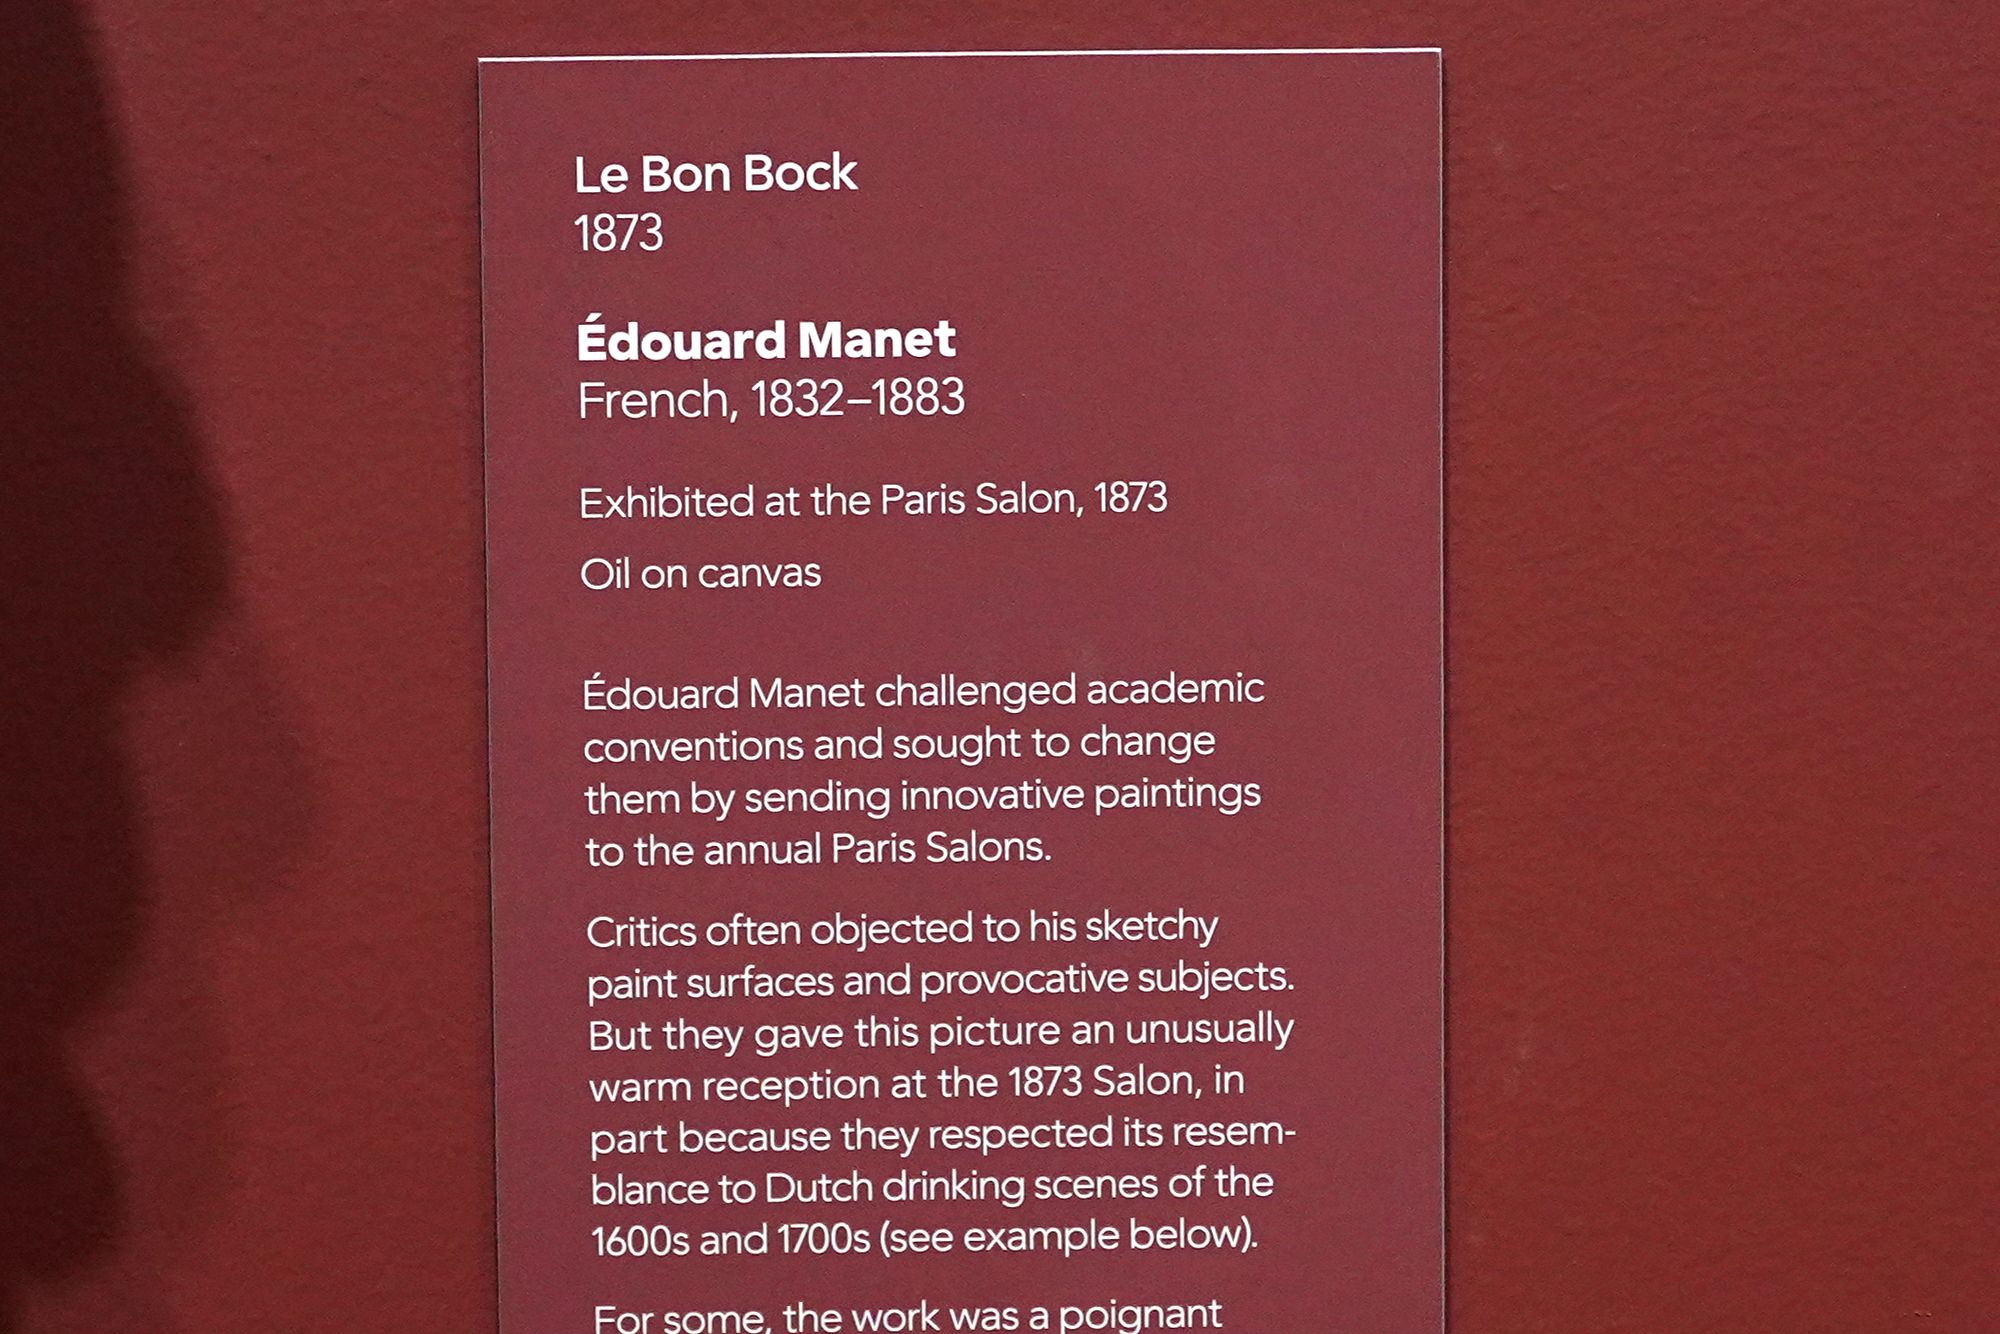 Le Bon Bock
1873
Édouard Manet
French, 1832–1883
Exhibited at the Paris Salon, 1873
Oil on canvas
Édouard Manet challenged academic
conventions and sought to change
them by sending innovative paintings
to the annual Paris Salons.
Critics often objected to his sketchy
paint surfaces and provocative subjects.
But they gave this picture an unusually
warm reception at the 1873 Salon, in
part because they respected its resem-
blance to Dutch drinking scenes of the
1600s and 1700s (see example below).
For some, the work was a poignant